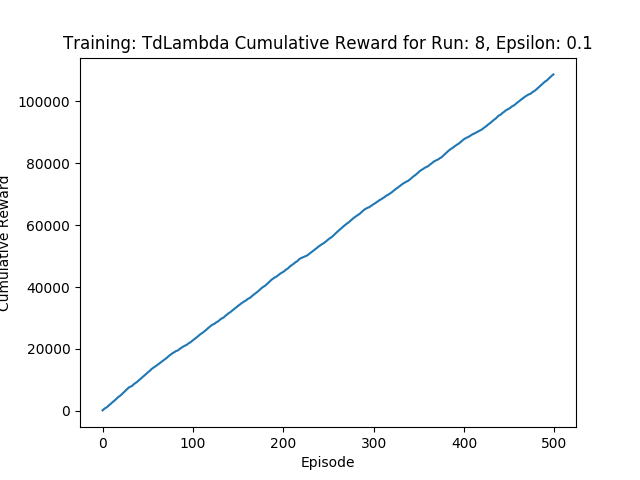 Training: TdLambda Cumulative Reward for Run: 8, Epsilon: 0.1
100000
80000
60000
40000
20000
0
Cumulative Reward
0 100 200 300 400 500
Episode